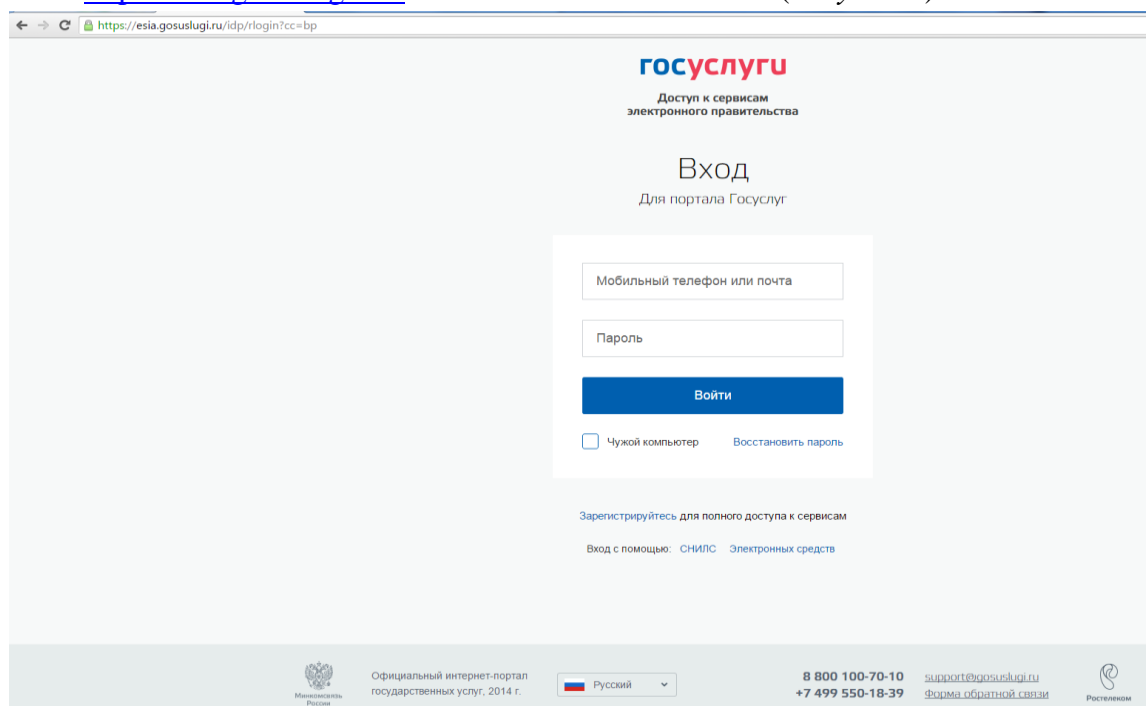 https://esia.gosuslugi.ru/idp/rlogin?cc=bp
госуслуги
Доступ к сервисам
электронного правительства
Вход
Для портала Госуслуг
Мобильный телефон или почта
Пароль
Войти
Чужой компьютер Восстановить пароль
Зарегистрируйтесь для полного доступа к сервисам
Вход с помощью: СНИЛС Электронных средств
Минкомсвязь
России
Официальный интернет-портал
государственных услуг, 2014 г.
Русский
8 800 100-70-10
+7 499 550-18-39
support@gosuslugi.ru
Форма обратной связи
Ростелеком